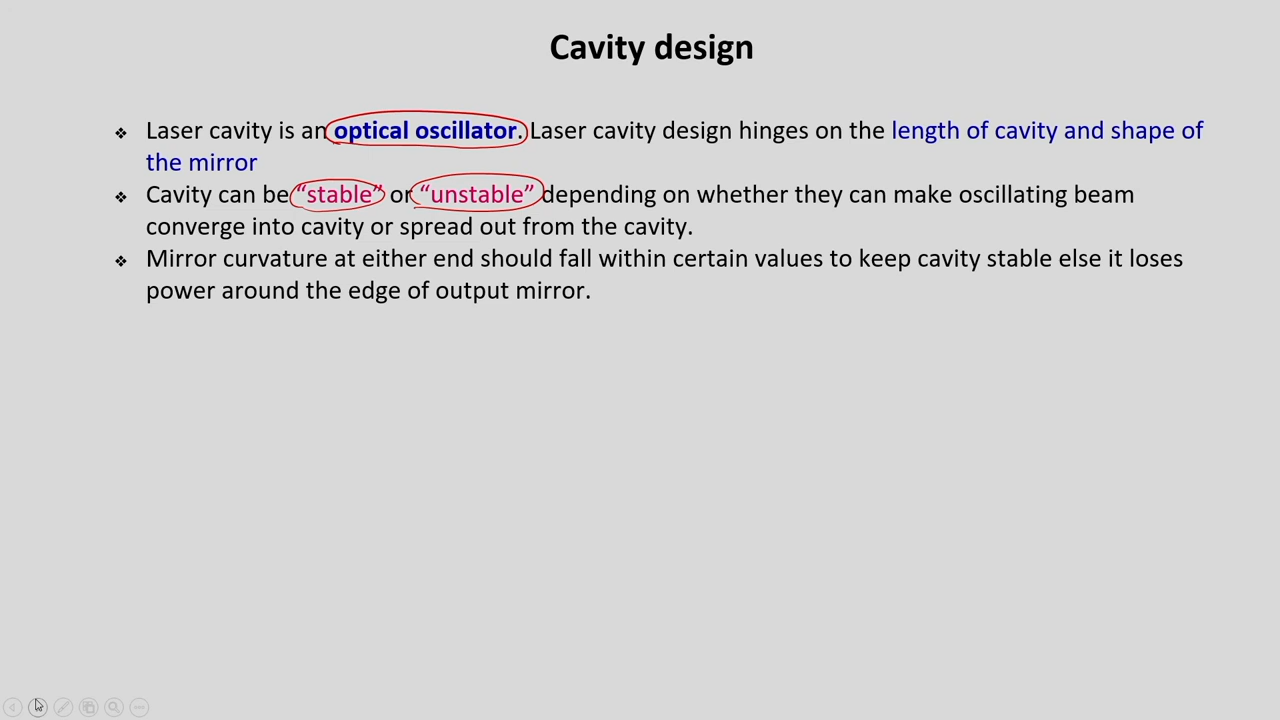 Cavity design
❖ Laser cavity is an optical oscillator. Laser cavity design hinges on the length of cavity and shape of
the mirror
❖ Cavity can be “stable” or “unstable” depending on whether they can make oscillating beam
converge into cavity or spread out from the cavity.
❖ Mirror curvature at either end should fall within certain values to keep cavity stable else it loses
power around the edge of output mirror.